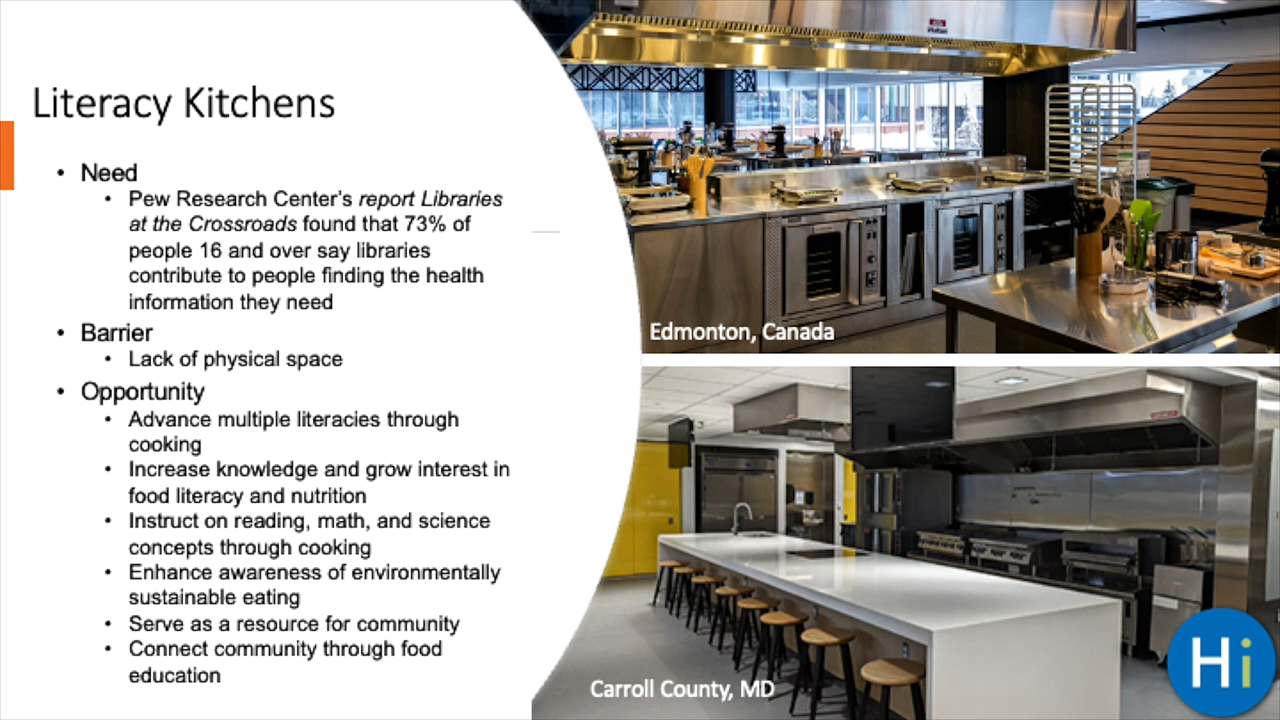 Literacy Kitchens
• Need
• Pew Research Center's report Libraries
at the Crossroads found that 73% of
people 16 and over say libraries
contribute to people finding the health
information they need
• Barrier
• Lack of physical space
• Opportunity
• Advance multiple literacies through
cooking
• Increase knowledge and grow interest in
food literacy and nutrition
• Instruct on reading, math, and science
concepts through cooking
• Enhance awareness of environmentally
sustainable eating
• Serve as a resource for community
• Connect community through food
education
Edmonton, Canada
Carroll County, MD
Hi